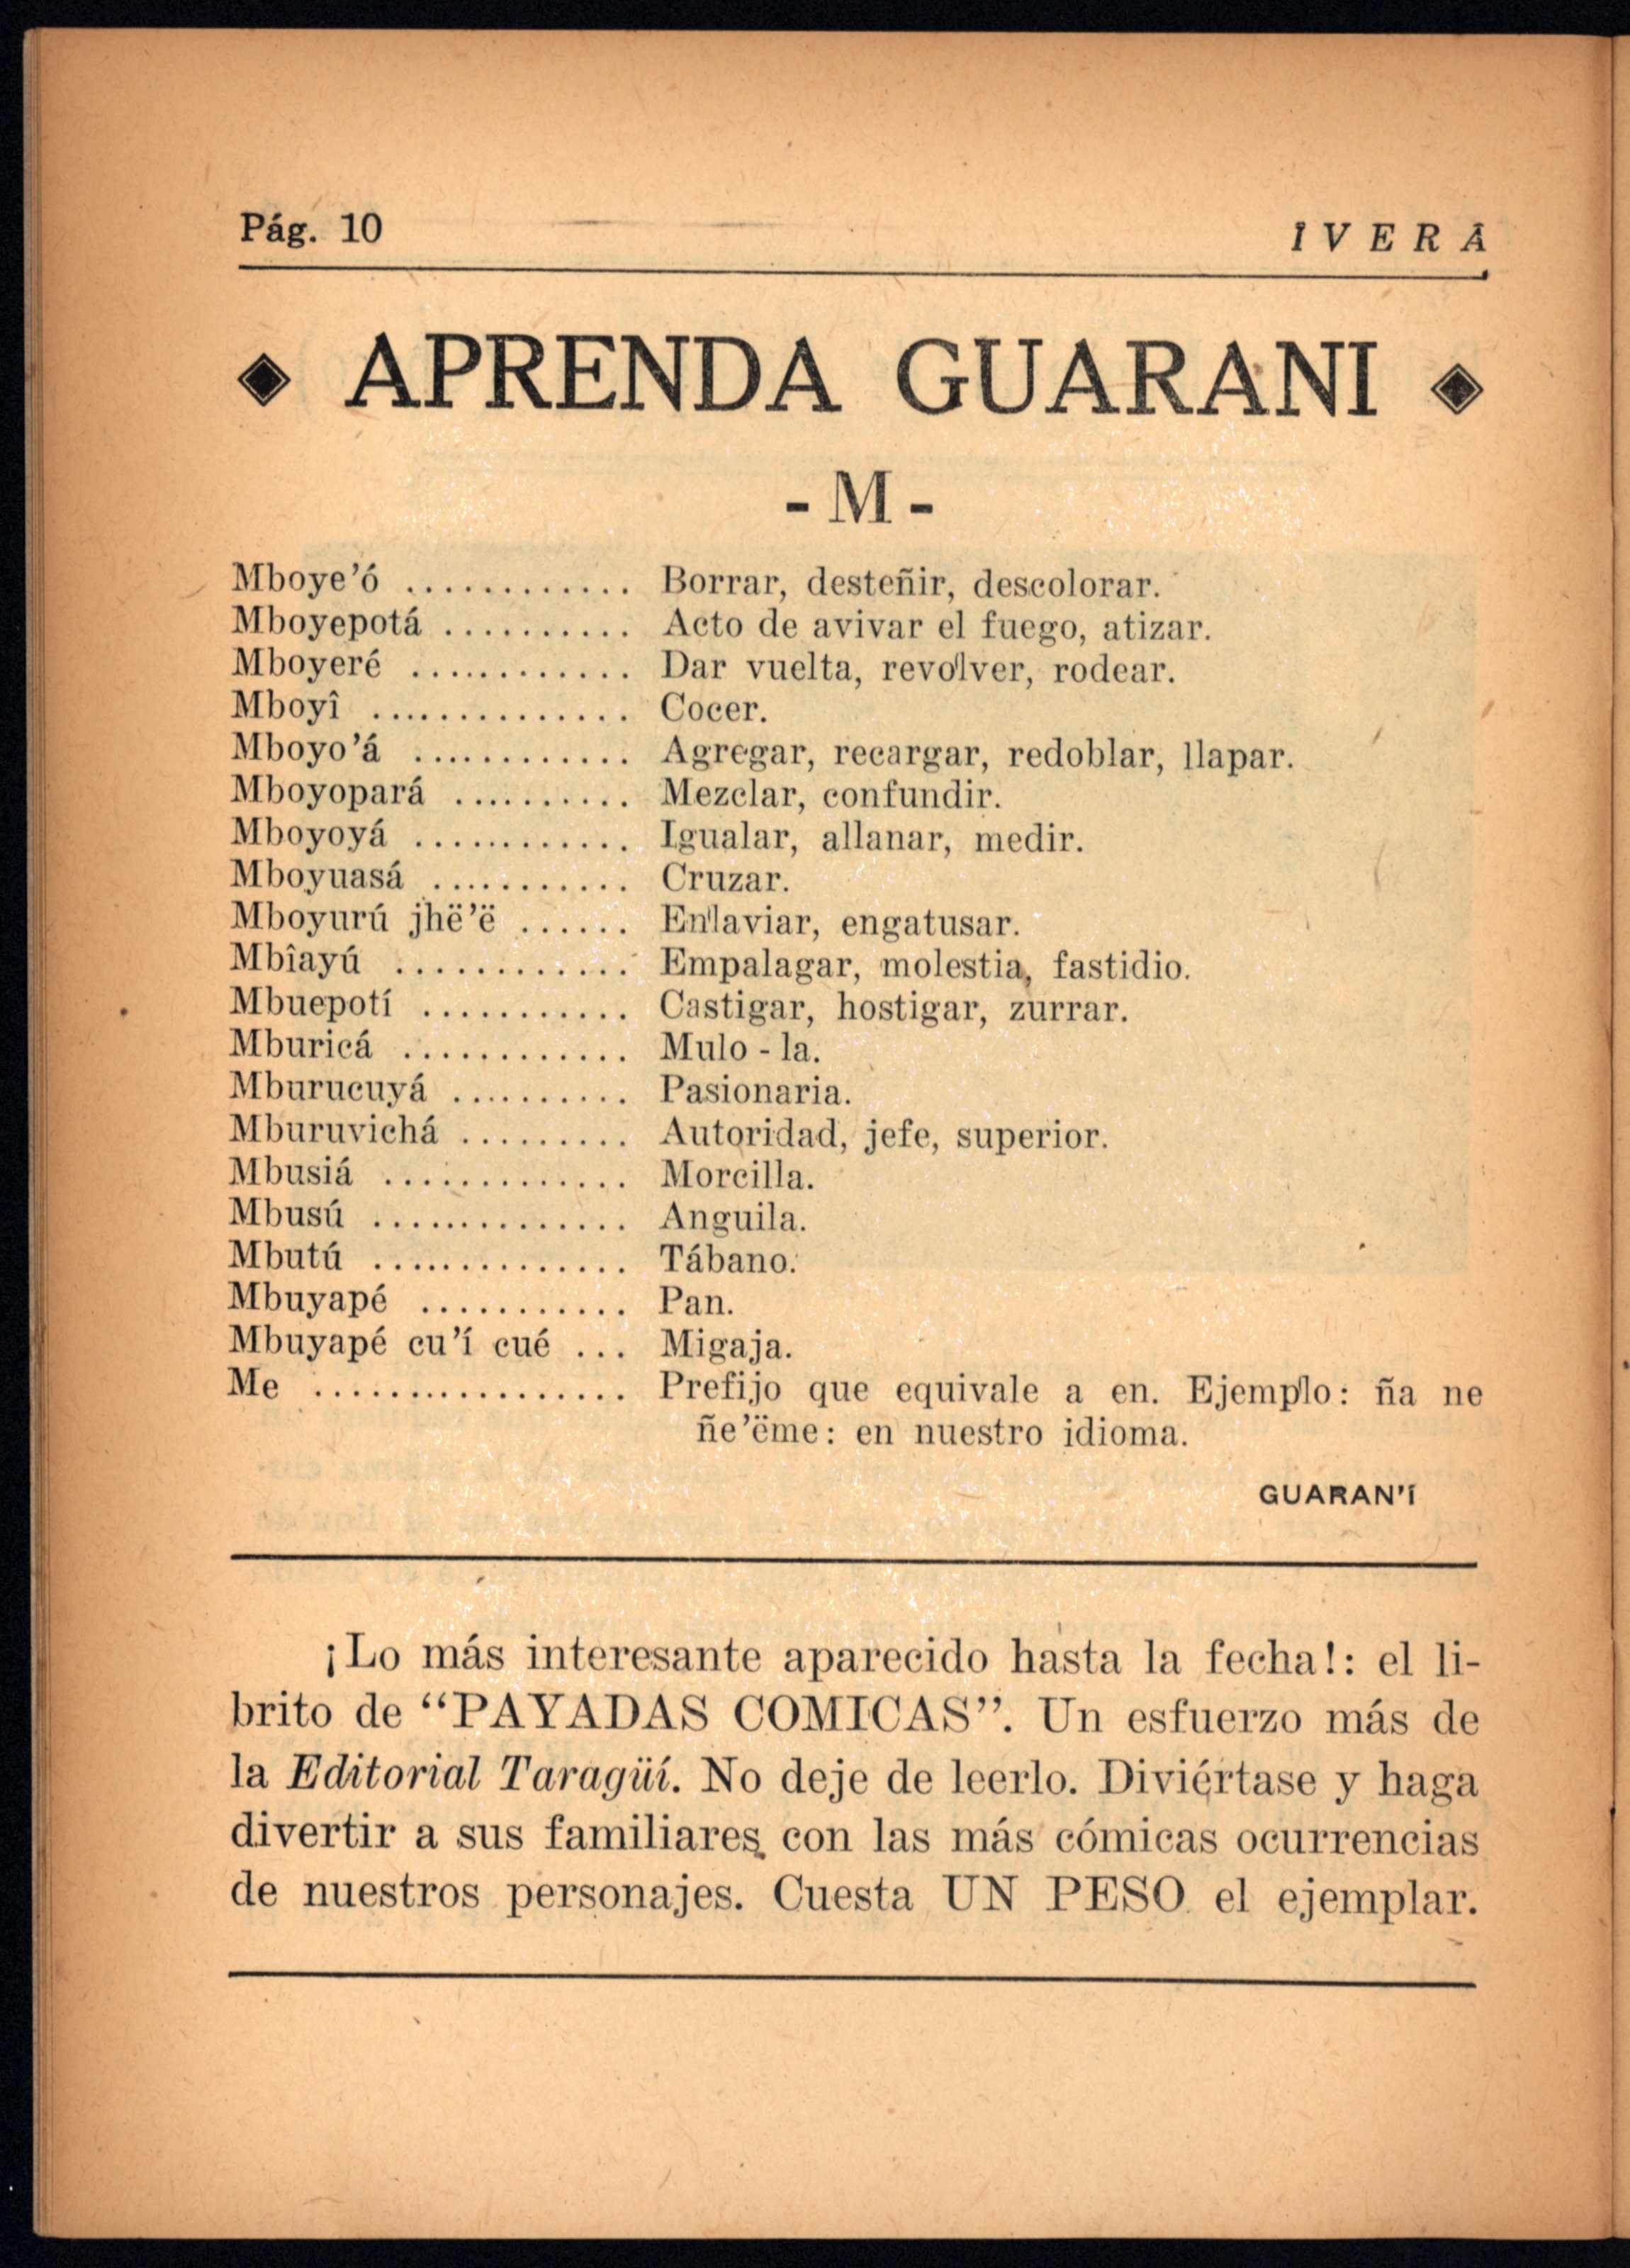 Pág. 10
Î V E R Â
APRENDA GUARANI
- M -
Mboye’ó ............ Borrar, desteñir, descolorar.
Mboyepotá .......... Acto de avivar el fuego, atizar.
Mboyeré ............ Dar vuelta, revolver, rodear.
Mboyî .............. Cocer.
Mboyo’á ............ Agregar, recargar, redoblar, llapar.
Mboyopará .......... Mezclar, confundir.
Mboyoyá ............ Igualar, allanar, medir.
Mboyuasá ........... Cruzar.
Mboyurú jhë’ë ...... Enlaviar, engatusar.
Mbîayú ............. Empalagar, molestia, fastidio.
Mbuepotí ........... Castigar, hostigar, zurrar.
Mburicá ............ Mulo - la.
Mburucuyá .......... Pasionaria.
Mburuvichá ......... Autoridad, jefe, superior.
Mbusiá ............. Morcilla.
Mbusú .............. Anguila.
Mbutú .............. Tábano.
Mbuyapé ........... Pan.
Mbuyapé cu’í cué ... Migaja.
Me ................. Prefijo que equivale a en. Ejemplo: ña ne
ñe’ëme: en nuestro idioma.
GUARAN’Í
¡Lo más interesante aparecido hasta la fecha!: el li-
brito de “PAYADAS COMICAS”. Un esfuerzo más de
la Editorial Taragüí. No deje de leerlo. Diviértase y haga
divertir a sus familiares con las más cómicas ocurrencias
de nuestros personajes. Cuesta UN PESO el ejemplar.